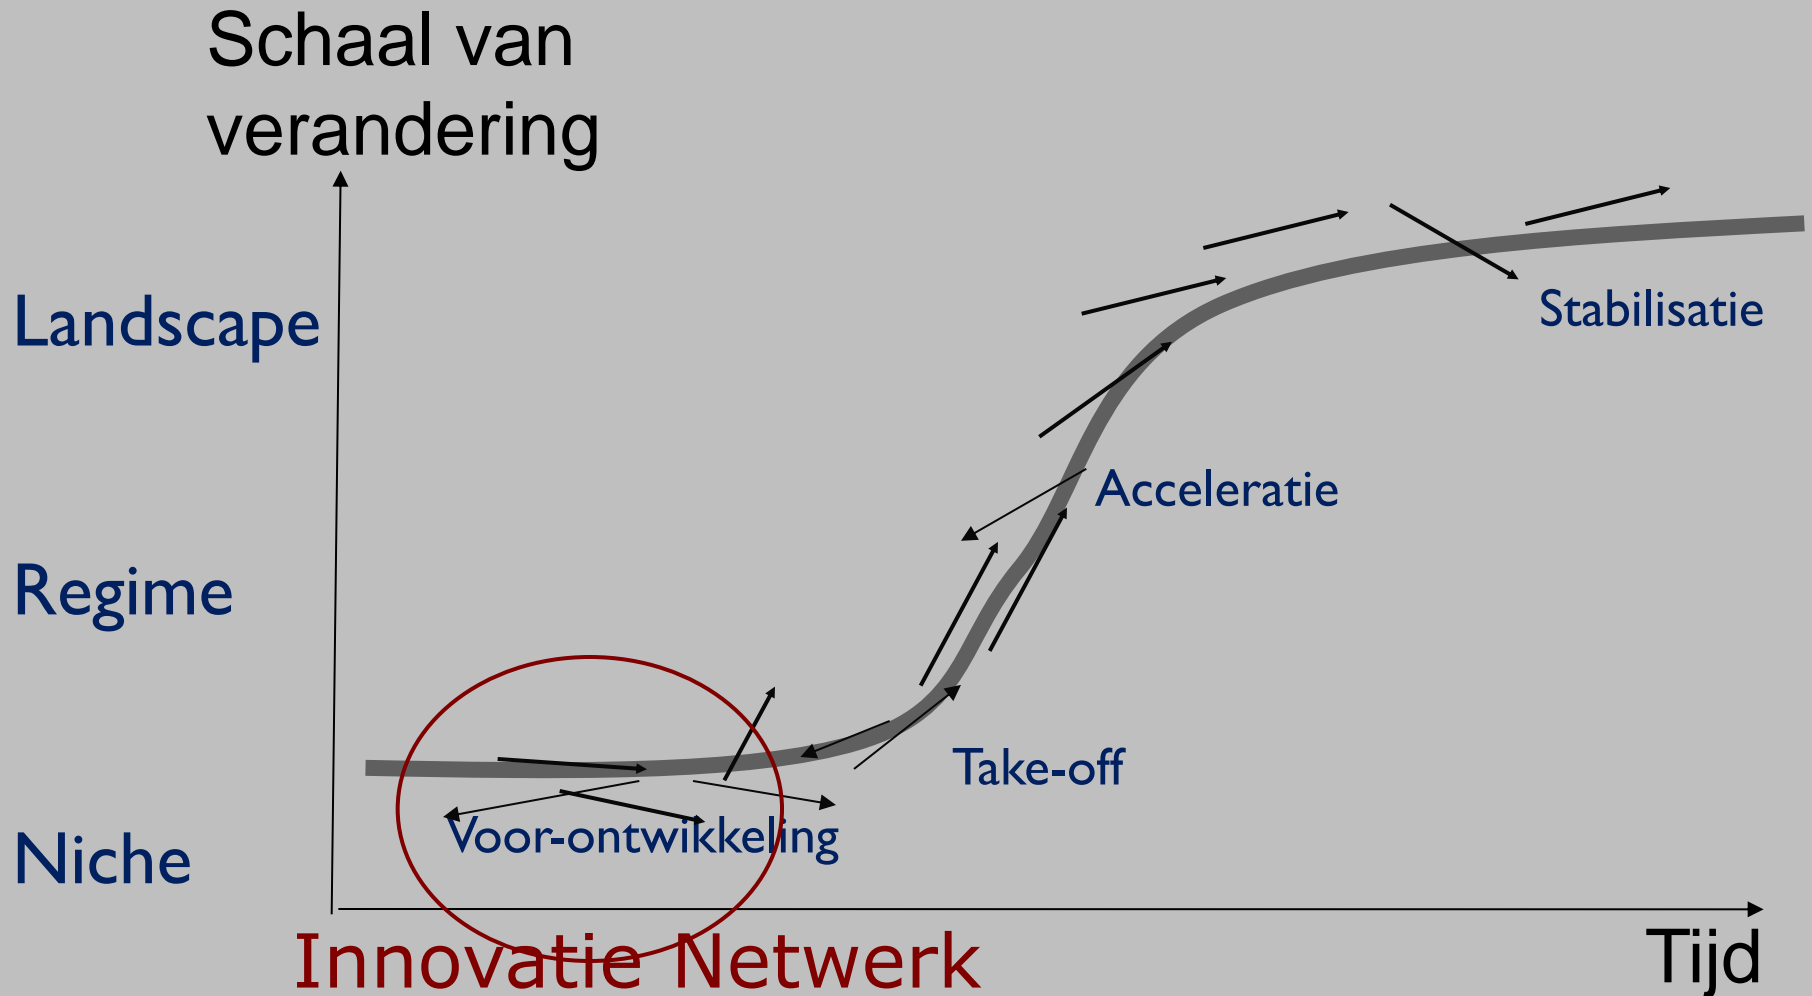 Schaal van
verandering
Landscape
Stabilisatie
Acceleratie
Regime
Take-off
Voor-ontwikkeling
Niche
Innovatie Netwerk
Tijd